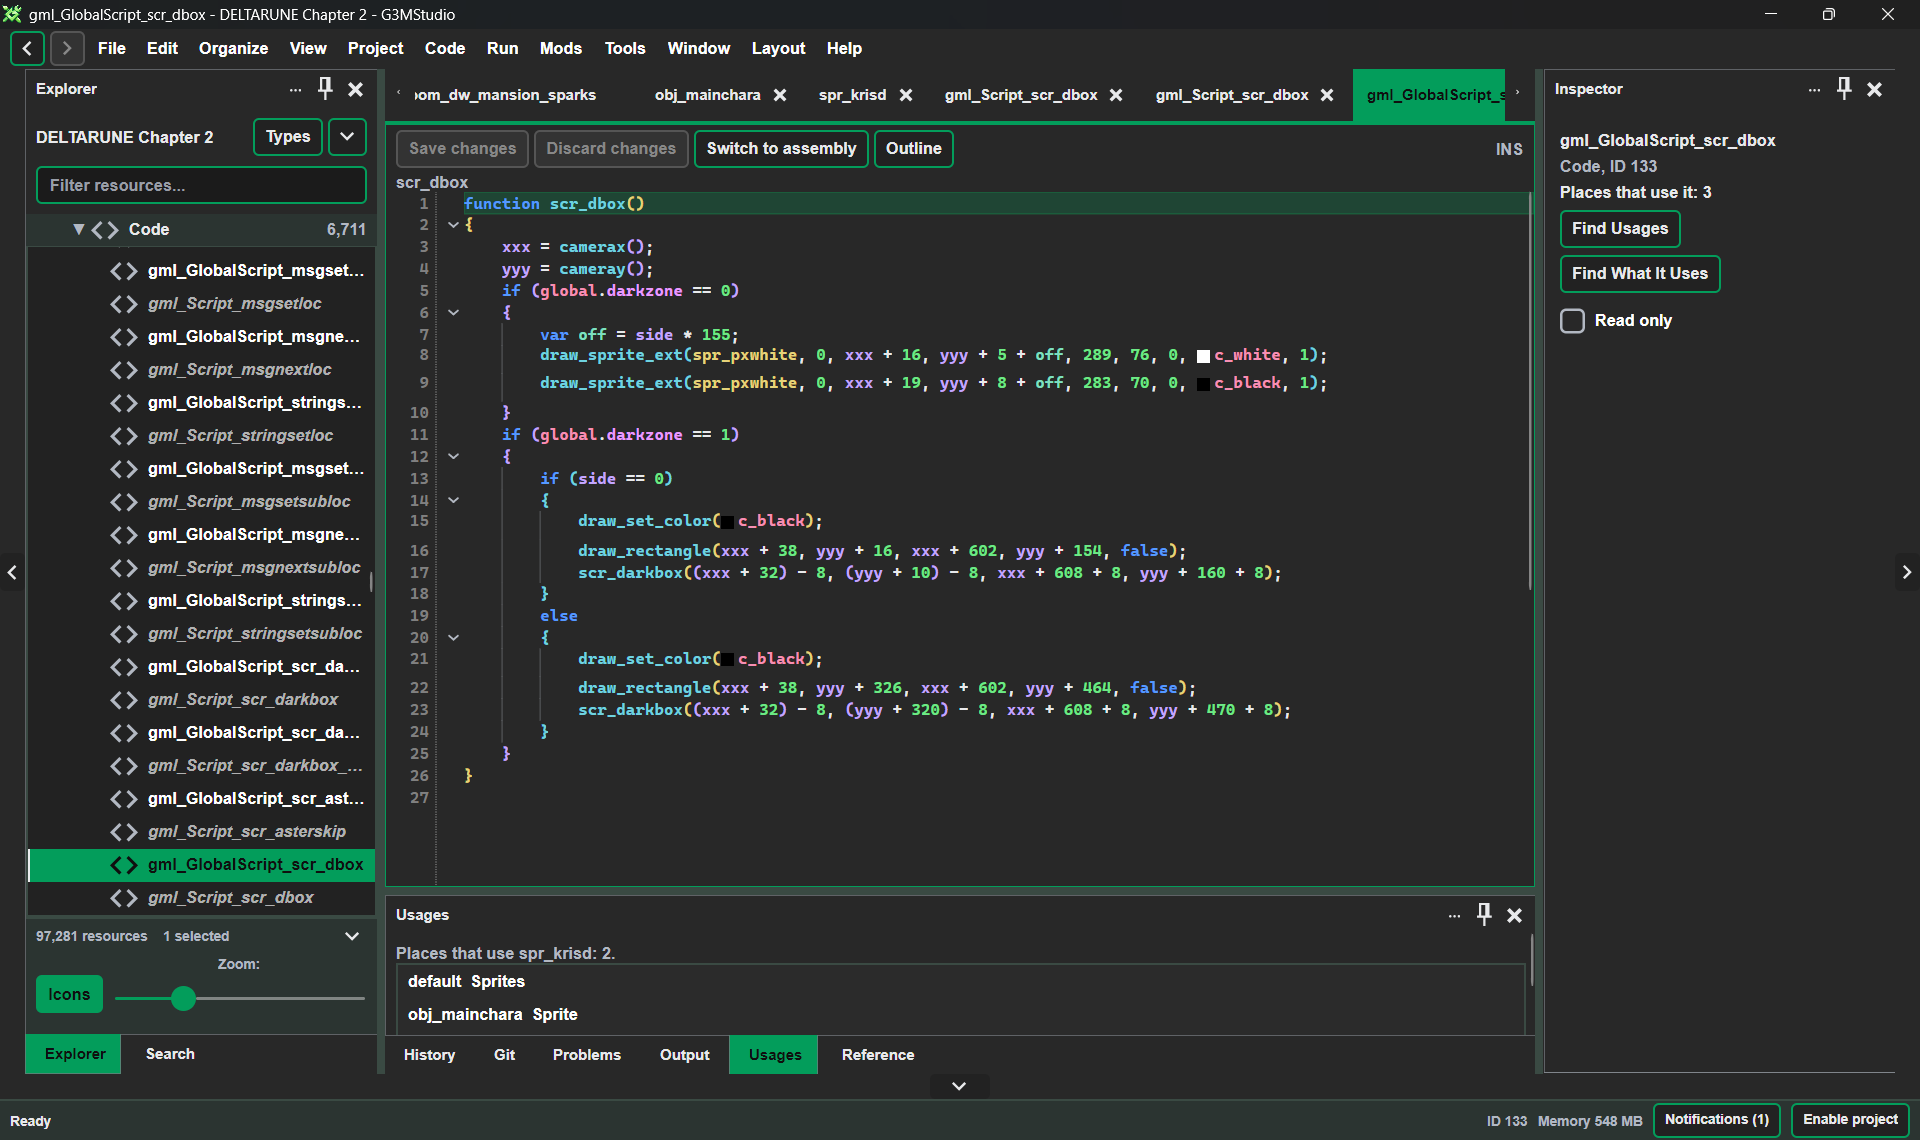 gml_GlobalScript_scr_dbox - DELTARUNE Chapter 2 - G3MStudio
File Edit Organize View Project Code Run Mods Tools Window Layout Help
Explorer
DELTARUNE Chapter 2 Types
Filter resources...
Code 6,711
gml_GlobalScript_msgset...
gml_Script_msgsetloc
gml_GlobalScript_msgne...
gml_Script_msgnextloc
gml_GlobalScript_strings...
gml_Script_stringsetloc
gml_GlobalScript_msgset...
gml_Script_msgsetsubloc
gml_GlobalScript_msgne...
gml_Script_msgnextsubloc
gml_GlobalScript_strings...
gml_Script_stringsetsubloc
gml_GlobalScript_scr_da...
gml_Script_scr_darkbox
gml_GlobalScript_scr_da...
gml_Script_scr_darkbox_...
gml_GlobalScript_scr_ast...
gml_Script_scr_asterskip
gml_GlobalScript_scr_dbox
gml_Script_scr_dbox
97,281 resources 1 selected
Zoom:
Icons
Explorer Search
om_dw_mansion_sparks obj_mainchara spr_krisd gml_Script_scr_dbox gml_Script_scr_dbox gml_GlobalScript_s
Save changes Discard changes Switch to assembly Outline INS
scr_dbox
1 function scr_dbox()
2 {
3 xxx = camerax();
4 yyy = cameray();
5 if (global.darkzone == 0)
6 {
7 var off = side * 155;
8 draw_sprite_ext(spr_pxwhite, 0, xxx + 16, yyy + 5 + off, 289, 76, 0, c_white, 1);
9 draw_sprite_ext(spr_pxwhite, 0, xxx + 19, yyy + 8 + off, 283, 70, 0, c_black, 1);
10 }
11 if (global.darkzone == 1)
12 {
13 if (side == 0)
14 {
15 draw_set_color(c_black);
16 draw_rectangle(xxx + 38, yyy + 16, xxx + 602, yyy + 154, false);
17 scr_darkbox((xxx + 32) - 8, (yyy + 10) - 8, xxx + 608 + 8, yyy + 160 + 8);
18 }
19 else
20 {
21 draw_set_color(c_black);
22 draw_rectangle(xxx + 38, yyy + 326, xxx + 602, yyy + 464, false);
23 scr_darkbox((xxx + 32) - 8, (yyy + 320) - 8, xxx + 608 + 8, yyy + 470 + 8);
24 }
25 }
26 }
27
Usages
Places that use spr_krisd: 2.
default Sprites
obj_mainchara Sprite
History Git Problems Output Usages Reference
Inspector
gml_GlobalScript_scr_dbox
Code, ID 133
Places that use it: 3
Find Usages
Find What It Uses
Read only
Ready ID 133 Memory 548 MB Notifications (1) Enable project